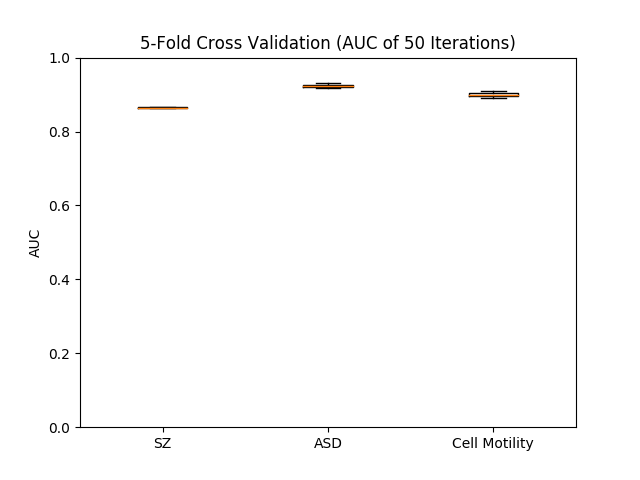 5-Fold Cross Validation (AUC of 50 Iterations)
1.0
0.8
0.6
0.4
0.2
0.0
AUC
SZ
ASD
Cell Motility